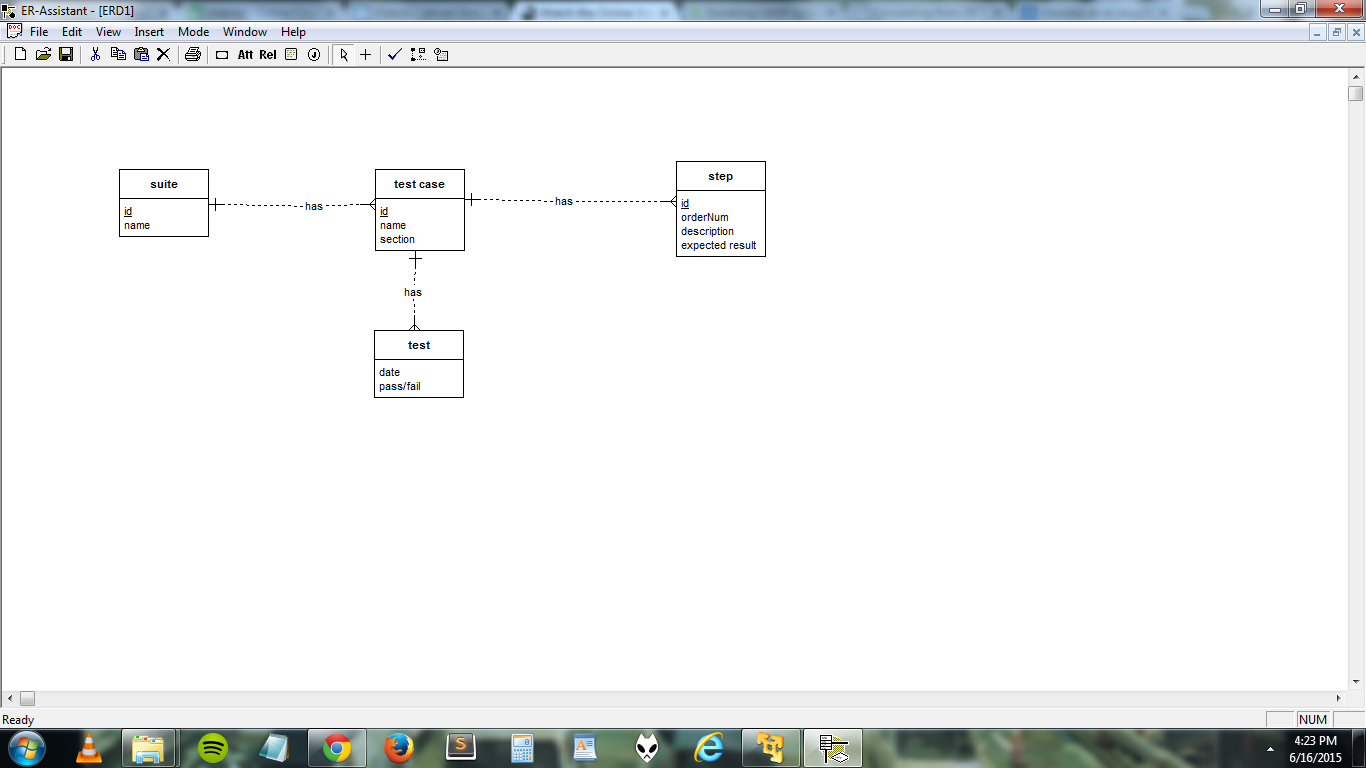 ER-Assistant - [ERD1]
File Edit View Insert Mode Window Help
Att Rel J
suite
id
name
has
test case
id
name
section
has
step
id
orderNum
description
expected result
has
test
date
pass/fail
Ready
NUM
4:23 PM
6/16/2015